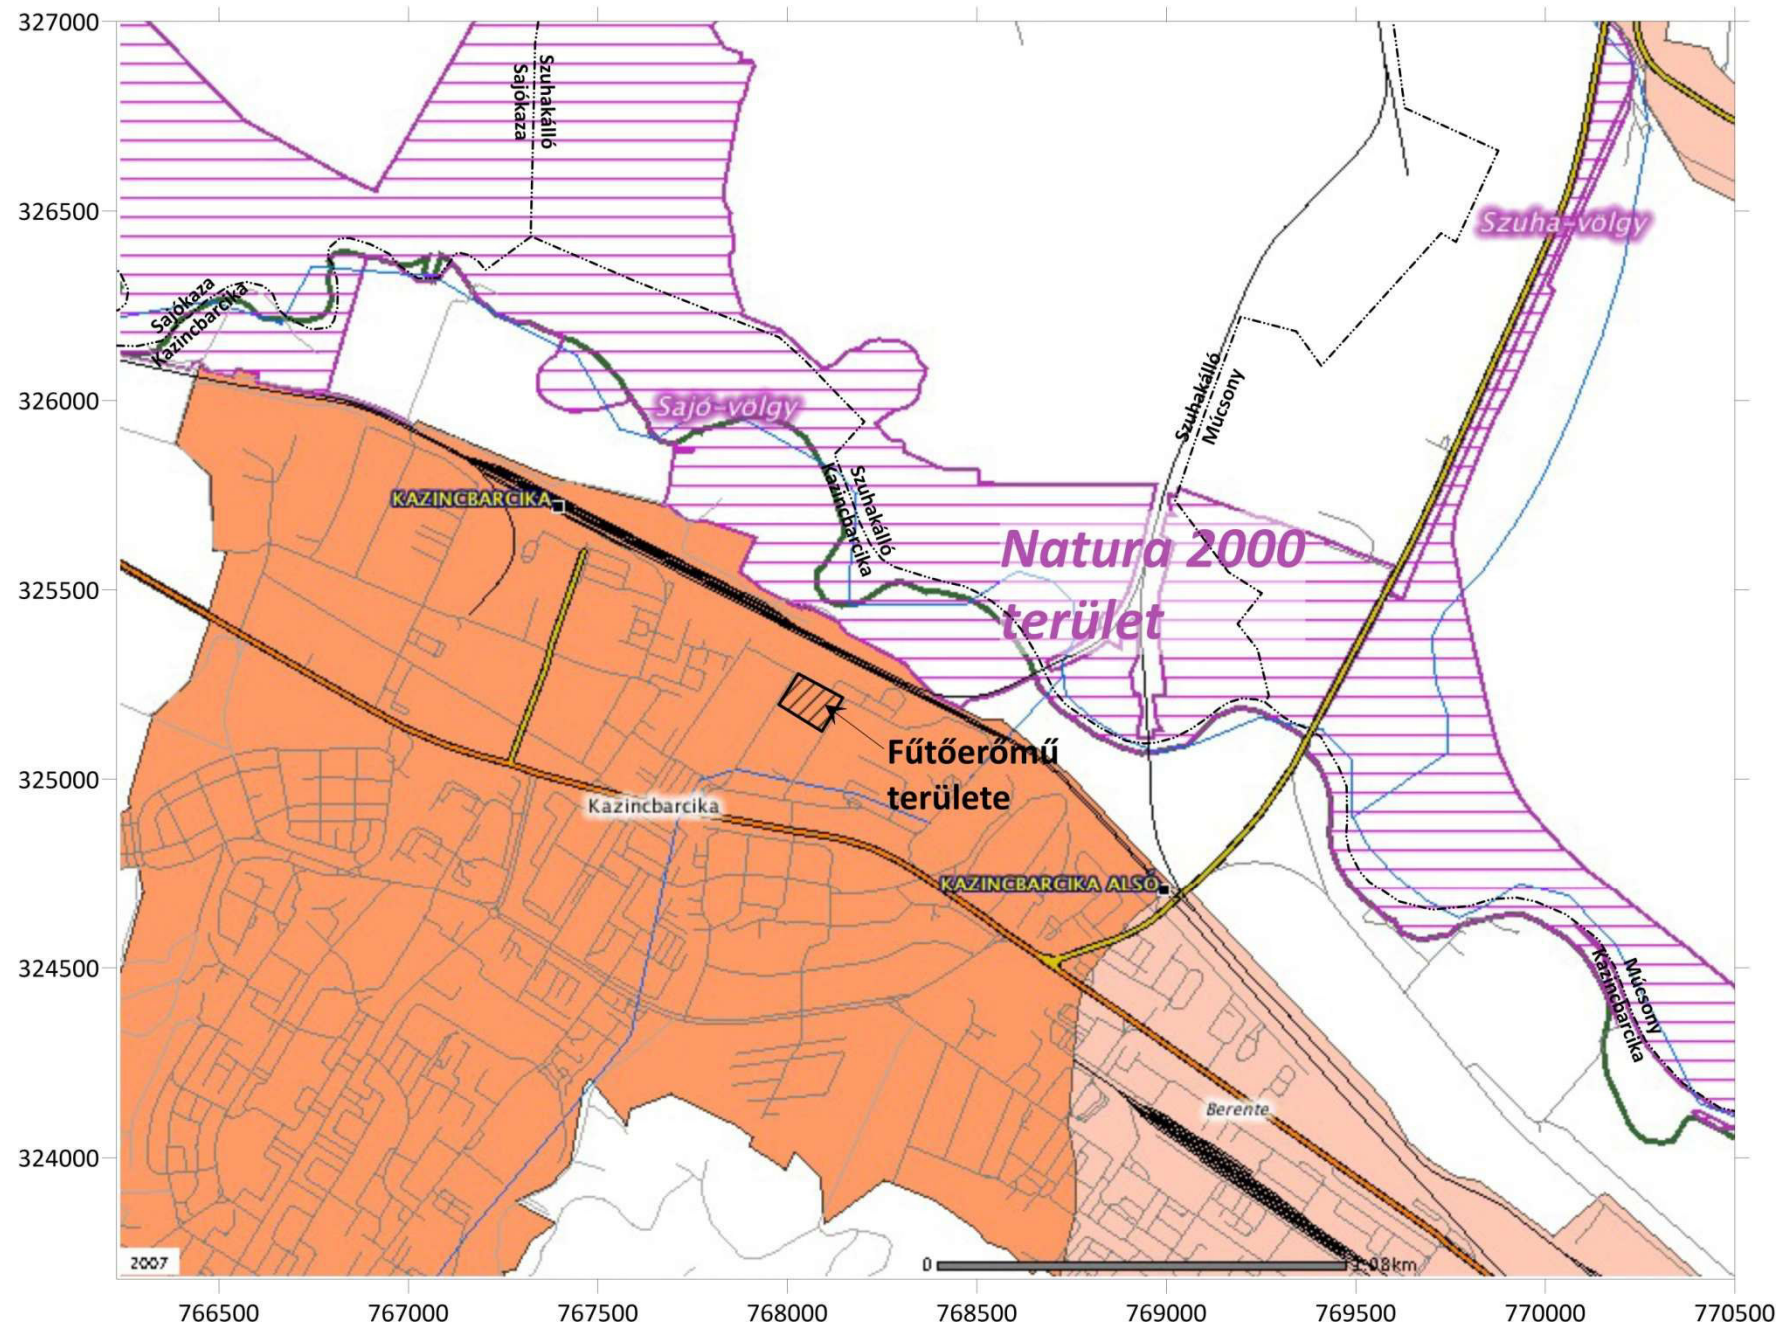 327000
326500
326000
325500
325000
324500
324000
Szuhakálló
Sajókaza
Szuha-völgy
Sajókaza
Kazincbarcika
Szuhakálló
Múcsony
Sajó-völgy
KAZINCBARCIKA
Szuhakálló
Kazincbarcika
Natura 2000
terület
Fűtőerőmű
területe
Kazincbarcika
KAZINCBARCIKA ALSÓ
Múcsony
Kazincbarcika
Berente
2007
0 1.08km
766500 767000 767500 768000 768500 769000 769500 770000 770500